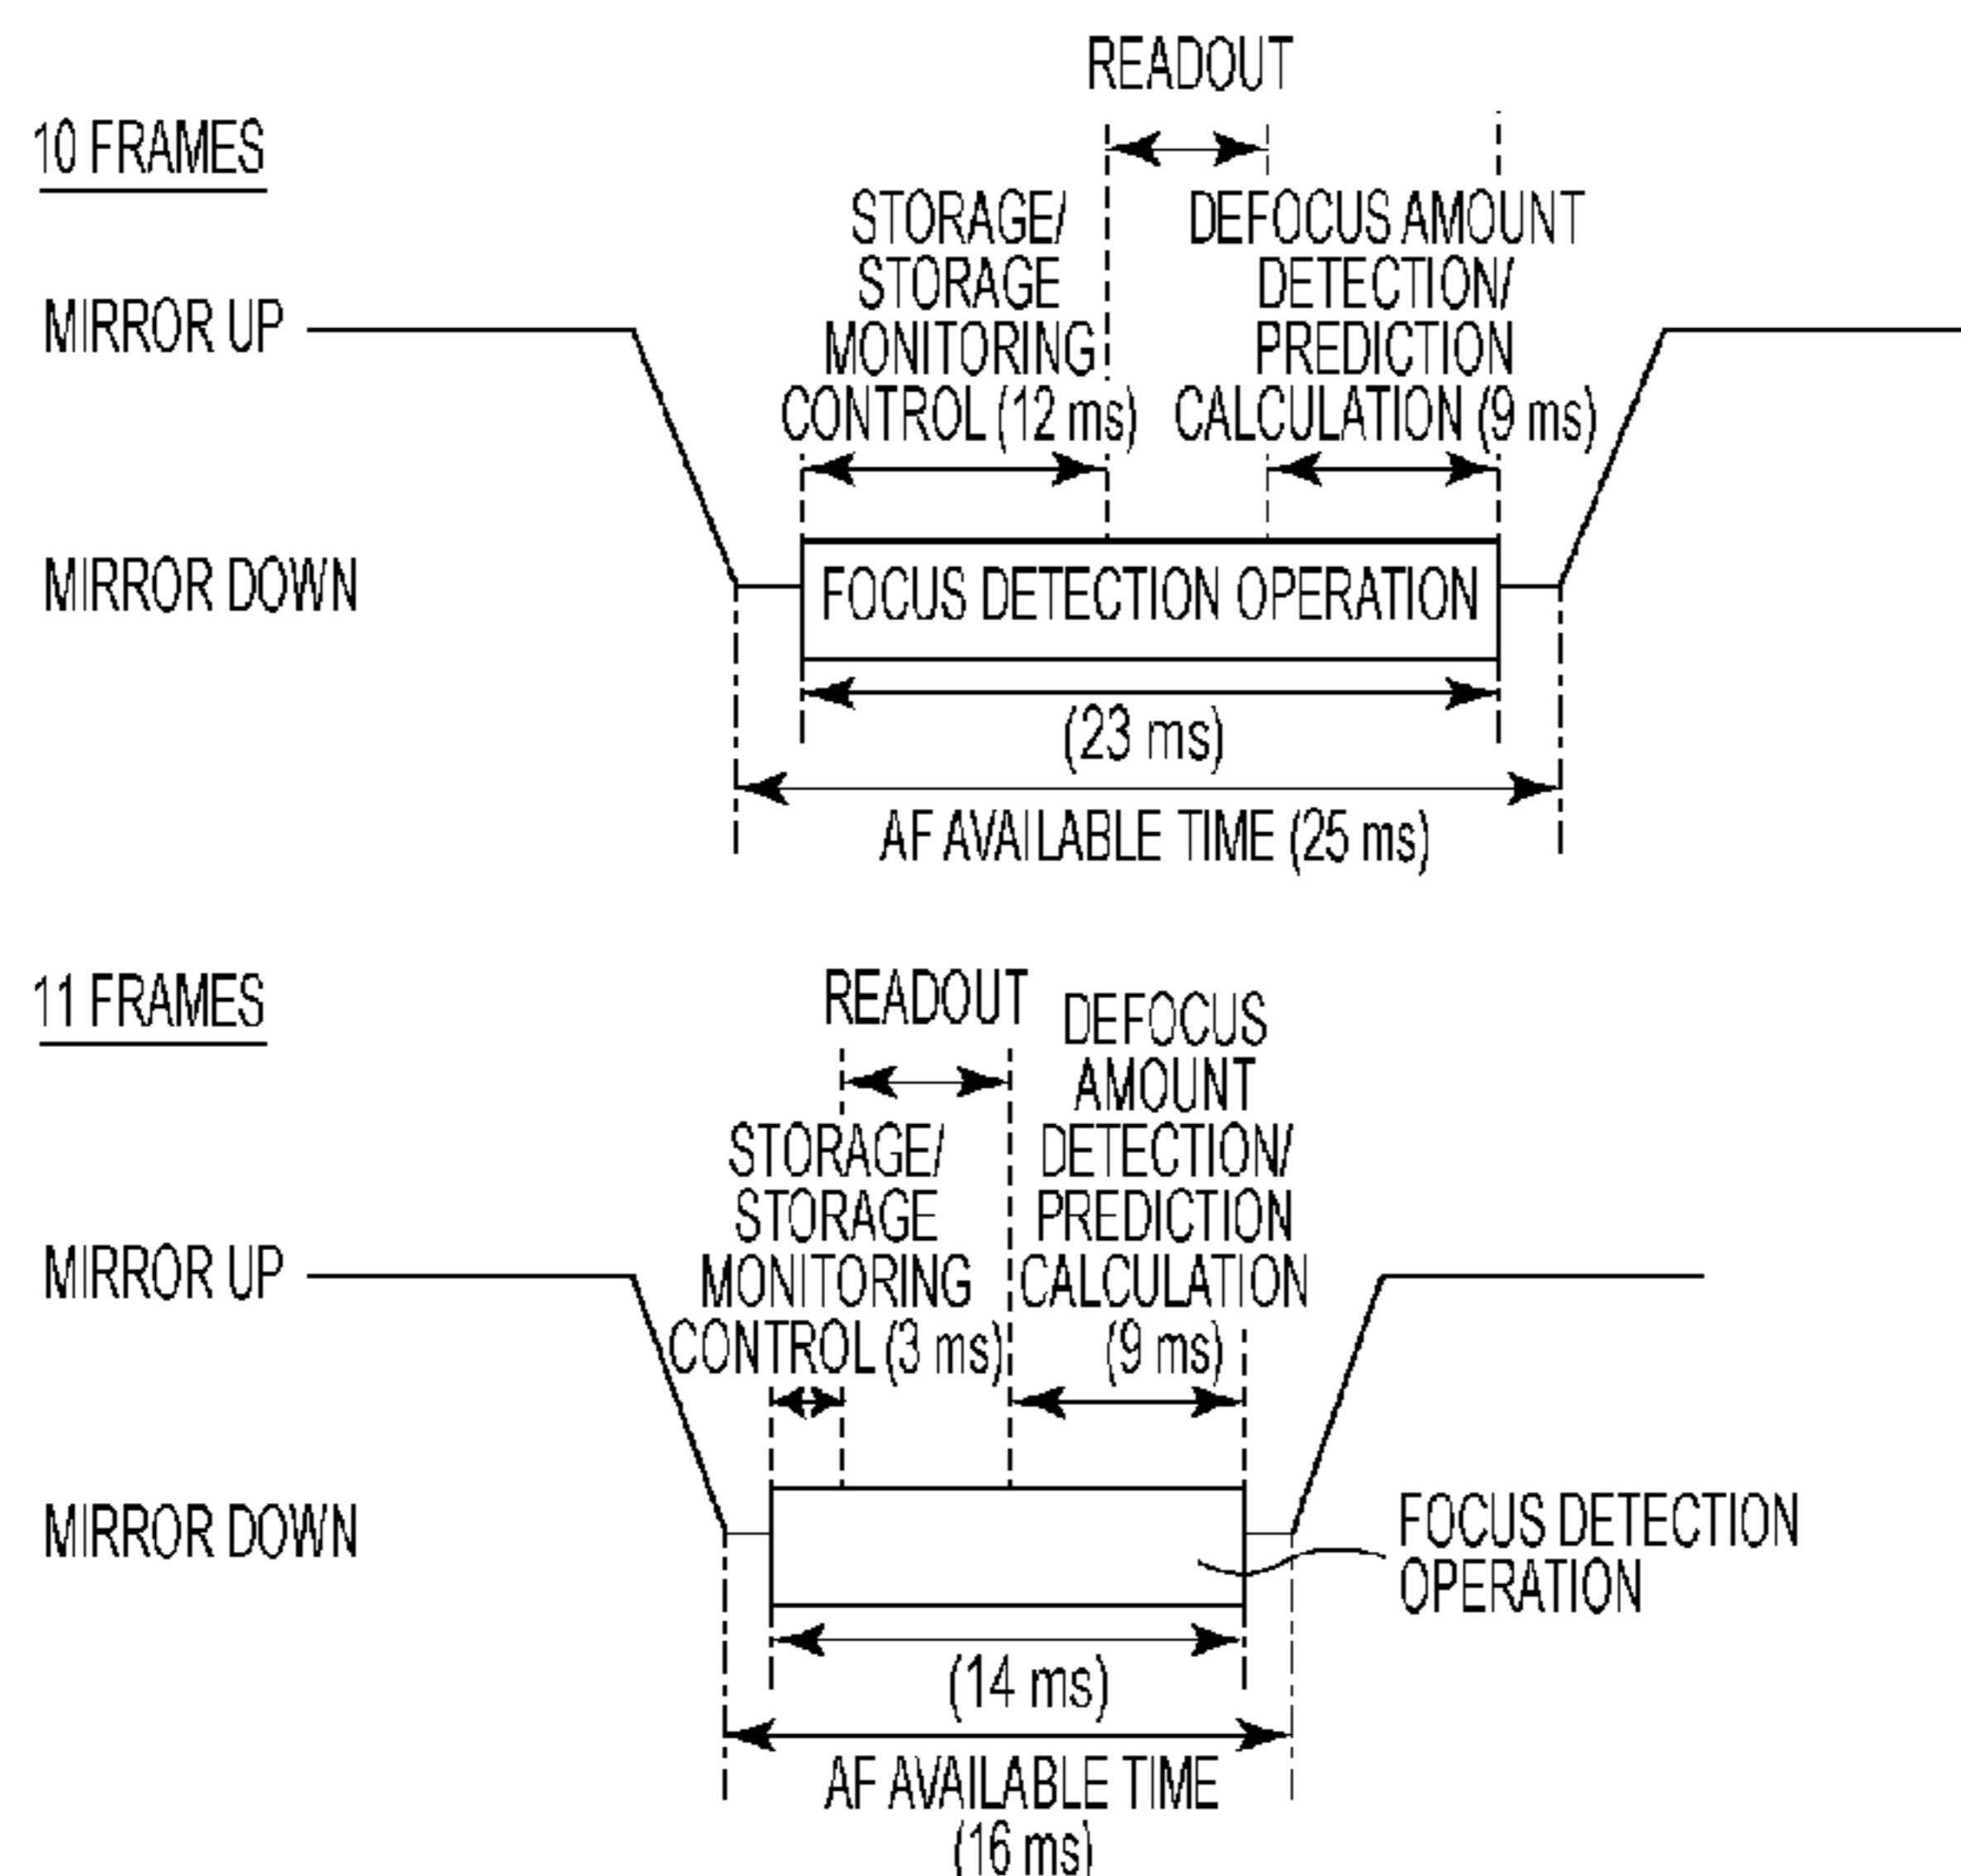 READOUT
10 FRAMES
STORAGE/
STORAGE
MONITORING
CONTROL (12 ms)
DEFOCUS AMOUNT
DETECTION/
PREDICTION
CALCULATION (9 ms)
MIRROR UP
MIRROR DOWN
FOCUS DETECTION OPERATION
(23 ms)
AF AVAILABLE TIME (25 ms)
11 FRAMES
READOUT
DEFOCUS
AMOUNT
DETECTION/
PREDICTION
CALCULATION
(9 ms)
STORAGE/
STORAGE
MONITORING
CONTROL (3 ms)
MIRROR UP
MIRROR DOWN
FOCUS DETECTION
OPERATION
(14 ms)
AF AVAILABLE TIME
(16 ms)